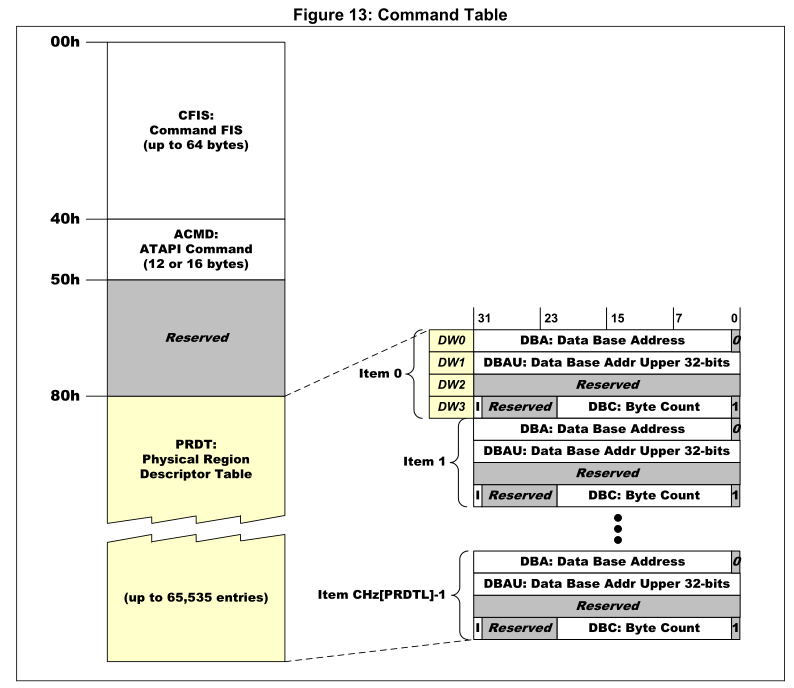 Figure 13: Command Table
00h
CFIS:
Command FIS
(up to 64 bytes)
40h
ACMD:
ATAPI Command
(12 or 16 bytes)
50h
Reserved
80h
PRDT:
Physical Region
Descriptor Table
(up to 65,535 entries)
31 23 15 7 0
Item 0
DW0 DBA: Data Base Address 0
DW1 DBAU: Data Base Addr Upper 32-bits
DW2 Reserved
DW3 I Reserved DBC: Byte Count 1
Item 1
DBA: Data Base Address 0
DBAU: Data Base Addr Upper 32-bits
Reserved
I Reserved DBC: Byte Count 1
Item CHz[PRDTL]-1
DBA: Data Base Address 0
DBAU: Data Base Addr Upper 32-bits
Reserved
I Reserved DBC: Byte Count 1